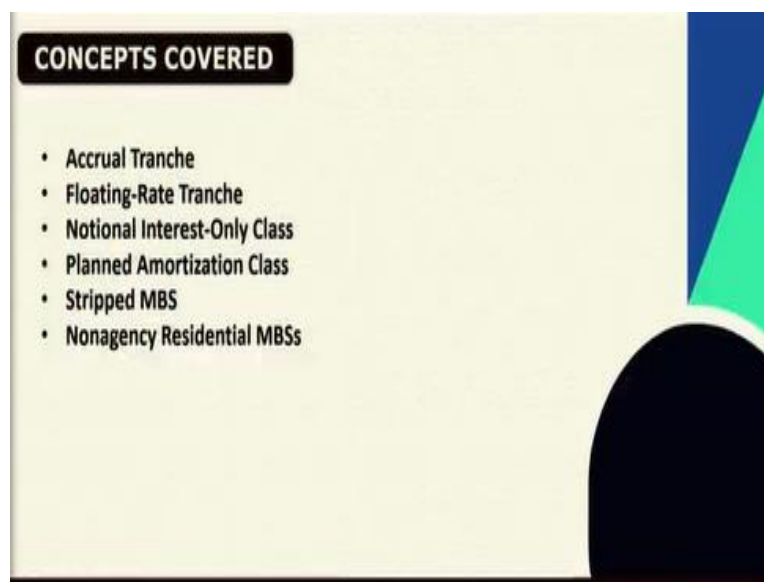 CONCEPTS COVERED
• Accrual Tranche
• Floating-Rate Tranche
• Notional Interest-Only Class
• Planned Amortization Class
• Stripped MBS
• Nonagency Residential MBSs